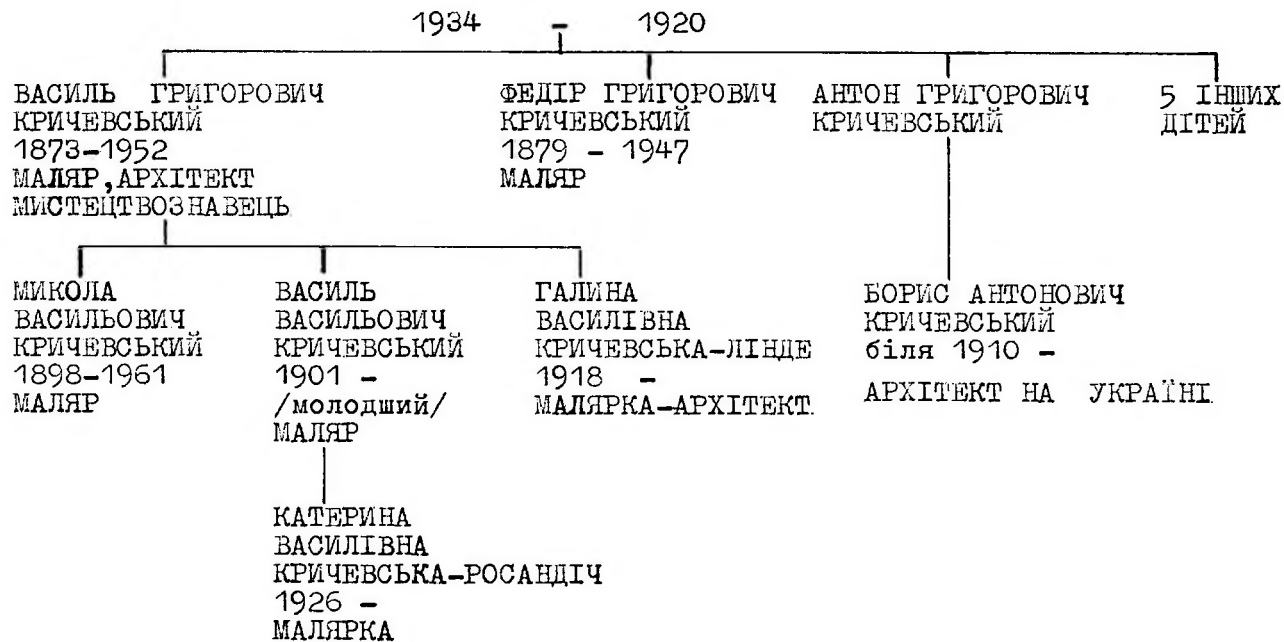 1934 - 1920
ВАСИЛЬ ГРИГОРОВИЧ
КРИЧЕВСЬКИЙ
1873-1952
МАЛЯР, АРХІТЕКТ
МИСТЕЦТВОЗНАВЕЦЬ
ФЕДІР ГРИГОРОВИЧ
КРИЧЕВСЬКИЙ
1879 - 1947
МАЛЯР
АНТОН ГРИГОРОВИЧ
КРИЧЕВСЬКИЙ
5 ІНШИХ
ДІТЕЙ
МИКОЛА
ВАСИЛЬОВИЧ
КРИЧЕВСЬКИЙ
1898-1961
МАЛЯР
ВАСИЛЬ
ВАСИЛЬОВИЧ
КРИЧЕВСЬКИЙ
1901 -
/молодший/
МАЛЯР
ГАЛИНА
ВАСИЛІВНА
КРИЧЕВСЬКА-ЛІНДЕ
1918 -
МАЛЯРКА-АРХІТЕКТ.
БОРИС АНТОНОВИЧ
КРИЧЕВСЬКИЙ
біля 1910 -
АРХІТЕКТ НА УКРАЇНІ.
КАТЕРИНА
ВАСИЛІВНА
КРИЧЕВСЬКА-РОСАНДІЧ
1926 -
МАЛЯРКА